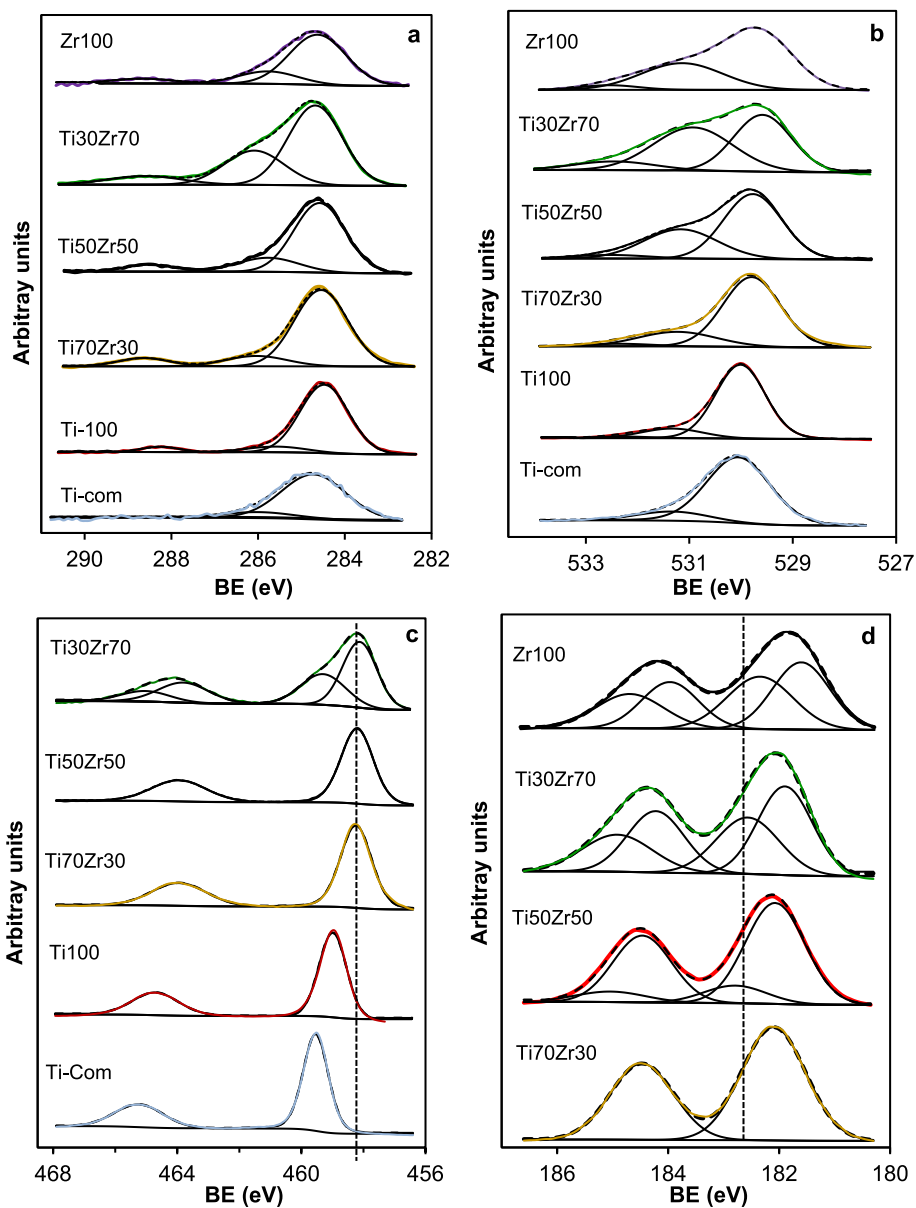 a
Zr100
Ti30Zr70
Ti50Zr50
Ti70Zr30
Ti-100
Ti-com
Arbitray units
290 288 286 284 282
BE (eV)
b
Zr100
Ti30Zr70
Ti50Zr50
Ti70Zr30
Ti100
Ti-com
Arbitray units
533 531 529 527
BE (eV)
c
Ti30Zr70
Ti50Zr50
Ti70Zr30
Ti100
Ti-Com
Arbitray units
468 464 460 456
BE (eV)
d
Zr100
Ti30Zr70
Ti50Zr50
Ti70Zr30
Arbitray units
186 184 182 180
BE (eV)